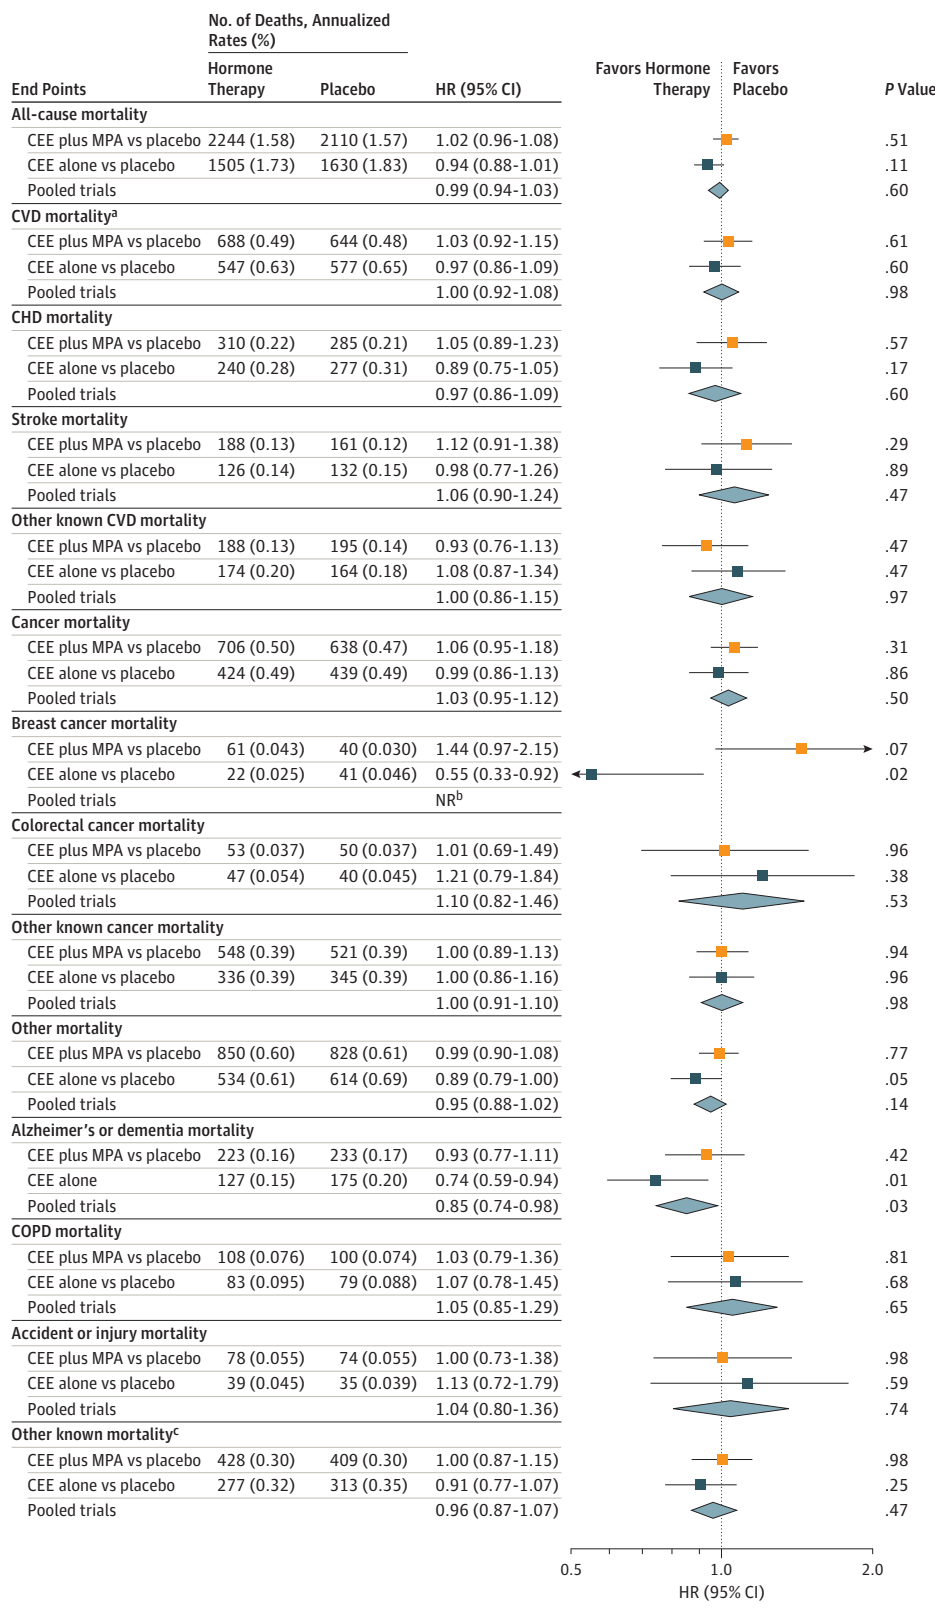 No. of Deaths, Annualized
Rates (%)
Hormone Favors Hormone Favors
End Points Therapy Placebo HR (95% CI) Therapy Placebo P Value
All-cause mortality
CEE plus MPA vs placebo 2244 (1.58) 2110 (1.57) 1.02 (0.96-1.08) .51
CEE alone vs placebo 1505 (1.73) 1630 (1.83) 0.94 (0.88-1.01) .11
Pooled trials 0.99 (0.94-1.03) .60
CVD mortalityᵃ
CEE plus MPA vs placebo 688 (0.49) 644 (0.48) 1.03 (0.92-1.15) .61
CEE alone vs placebo 547 (0.63) 577 (0.65) 0.97 (0.86-1.09) .60
Pooled trials 1.00 (0.92-1.08) .98
CHD mortality
CEE plus MPA vs placebo 310 (0.22) 285 (0.21) 1.05 (0.89-1.23) .57
CEE alone vs placebo 240 (0.28) 277 (0.31) 0.89 (0.75-1.05) .17
Pooled trials 0.97 (0.86-1.09) .60
Stroke mortality
CEE plus MPA vs placebo 188 (0.13) 161 (0.12) 1.12 (0.91-1.38) .29
CEE alone vs placebo 126 (0.14) 132 (0.15) 0.98 (0.77-1.26) .89
Pooled trials 1.06 (0.90-1.24) .47
Other known CVD mortality
CEE plus MPA vs placebo 188 (0.13) 195 (0.14) 0.93 (0.76-1.13) .47
CEE alone vs placebo 174 (0.20) 164 (0.18) 1.08 (0.87-1.34) .47
Pooled trials 1.00 (0.86-1.15) .97
Cancer mortality
CEE plus MPA vs placebo 706 (0.50) 638 (0.47) 1.06 (0.95-1.18) .31
CEE alone vs placebo 424 (0.49) 439 (0.49) 0.99 (0.86-1.13) .86
Pooled trials 1.03 (0.95-1.12) .50
Breast cancer mortality
CEE plus MPA vs placebo 61 (0.043) 40 (0.030) 1.44 (0.97-2.15) .07
CEE alone vs placebo 22 (0.025) 41 (0.046) 0.55 (0.33-0.92) .02
Pooled trials NRᵇ
Colorectal cancer mortality
CEE plus MPA vs placebo 53 (0.037) 50 (0.037) 1.01 (0.69-1.49) .96
CEE alone vs placebo 47 (0.054) 40 (0.045) 1.21 (0.79-1.84) .38
Pooled trials 1.10 (0.82-1.46) .53
Other known cancer mortality
CEE plus MPA vs placebo 548 (0.39) 521 (0.39) 1.00 (0.89-1.13) .94
CEE alone vs placebo 336 (0.39) 345 (0.39) 1.00 (0.86-1.16) .96
Pooled trials 1.00 (0.91-1.10) .98
Other mortality
CEE plus MPA vs placebo 850 (0.60) 828 (0.61) 0.99 (0.90-1.08) .77
CEE alone vs placebo 534 (0.61) 614 (0.69) 0.89 (0.79-1.00) .05
Pooled trials 0.95 (0.88-1.02) .14
Alzheimer's or dementia mortality
CEE plus MPA vs placebo 223 (0.16) 233 (0.17) 0.93 (0.77-1.11) .42
CEE alone 127 (0.15) 175 (0.20) 0.74 (0.59-0.94) .01
Pooled trials 0.85 (0.74-0.98) .03
COPD mortality
CEE plus MPA vs placebo 108 (0.076) 100 (0.074) 1.03 (0.79-1.36) .81
CEE alone vs placebo 83 (0.095) 79 (0.088) 1.07 (0.78-1.45) .68
Pooled trials 1.05 (0.85-1.29) .65
Accident or injury mortality
CEE plus MPA vs placebo 78 (0.055) 74 (0.055) 1.00 (0.73-1.38) .98
CEE alone vs placebo 39 (0.045) 35 (0.039) 1.13 (0.72-1.79) .59
Pooled trials 1.04 (0.80-1.36) .74
Other known mortalityᶜ
CEE plus MPA vs placebo 428 (0.30) 409 (0.30) 1.00 (0.87-1.15) .98
CEE alone vs placebo 277 (0.32) 313 (0.35) 0.91 (0.77-1.07) .25
Pooled trials 0.96 (0.87-1.07) .47
0.5 1.0 2.0
HR (95% CI)